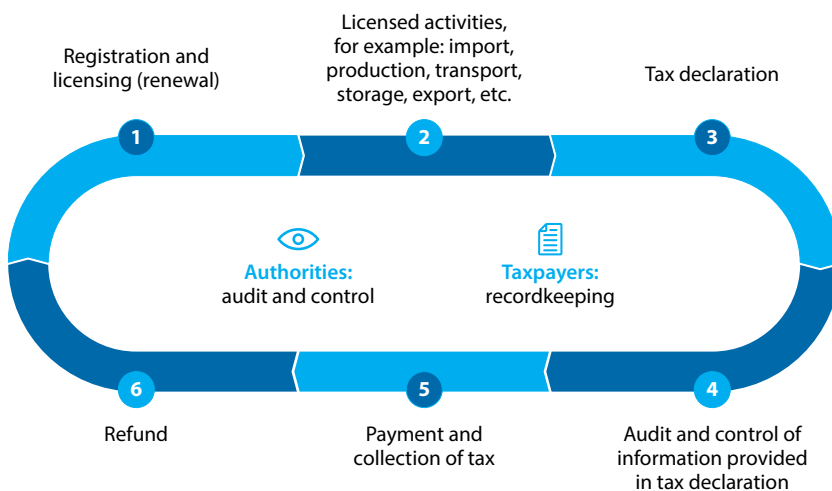 Registration and
licensing (renewal)
Licensed activities,
for example: import,
production, transport,
storage, export, etc.
Tax declaration
1
2
3
Authorities:
audit and control
Taxpayers:
recordkeeping
6
5
4
Refund
Payment and
collection of tax
Audit and control of
information provided
in tax declaration